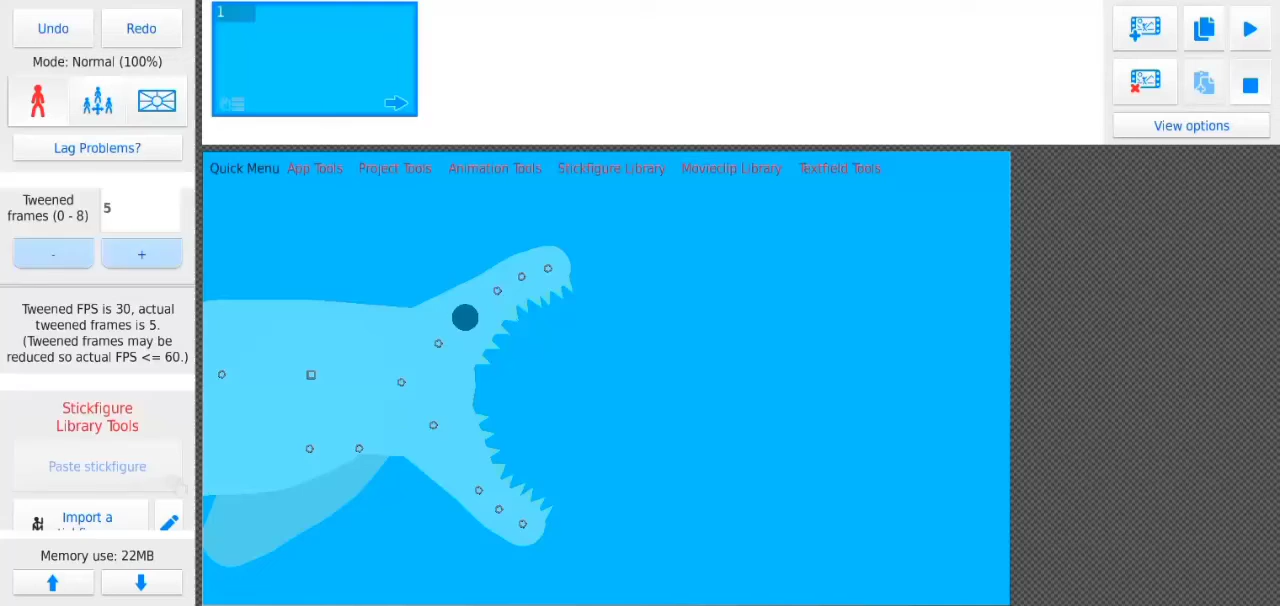 Undo
Redo
Mode: Normal (100%)
Lag Problems?
Tweened
frames (0 - 8)
5
-
+
Tweened FPS is 30, actual
tweened frames is 5.
(Tweened frames may be
reduced so actual FPS <= 60.)
Stickfigure
Library Tools
Paste stickfigure
Import a
Memory use: 22MB
1
View options
Quick Menu App Tools Project Tools Animation Tools Stickfigure Library Movieclip Library Textfield Tools